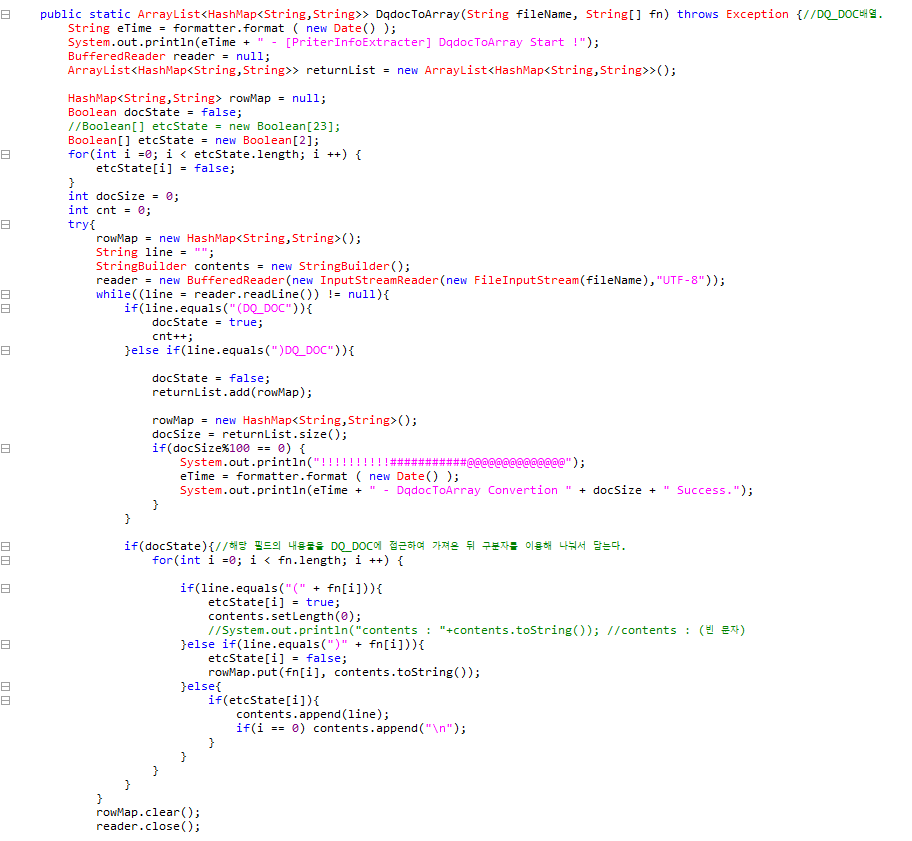 public static ArrayList<HashMap<String,String>> DqdocToArray(String fileName, String[] fn) throws Exception {//DQ_DOC배열.
String eTime = formatter.format ( new Date() );
System.out.println(eTime + " - [PriterInfoExtracter] DqdocToArray Start !");
BufferedReader reader = null;
ArrayList<HashMap<String,String>> returnList = new ArrayList<HashMap<String,String>>();
HashMap<String,String> rowMap = null;
Boolean docState = false;
//Boolean[] etcState = new Boolean[23];
Boolean[] etcState = new Boolean[2];
for(int i =0; i < etcState.length; i ++) {
etcState[i] = false;
}
int docSize = 0;
int cnt = 0;
try{
rowMap = new HashMap<String,String>();
String line = "";
StringBuilder contents = new StringBuilder();
reader = new BufferedReader(new InputStreamReader(new FileInputStream(fileName),"UTF-8"));
while((line = reader.readLine()) != null){
if(line.equals("(DQ_DOC")){
docState = true;
cnt++;
}else if(line.equals(")DQ_DOC")){
docState = false;
returnList.add(rowMap);
rowMap = new HashMap<String,String>();
docSize = returnList.size();
if(docSize%100 == 0) {
System.out.println("!!!!!!!!!!###########@@@@@@@@@@@@@@");
eTime = formatter.format ( new Date() );
System.out.println(eTime + " - DqdocToArray Convertion " + docSize + " Success.");
}
}
if(docState){//해당 필드의 내용물을 DQ_DOC에 접근하여 가져온 뒤 구분자를 이용해 나눠서 담는다.
for(int i =0; i < fn.length; i ++) {
if(line.equals("(" + fn[i])){
etcState[i] = true;
contents.setLength(0);
//System.out.println("contents : "+contents.toString()); //contents : (빈 문자)
}else if(line.equals(")" + fn[i])){
etcState[i] = false;
rowMap.put(fn[i], contents.toString());
}else{
if(etcState[i]){
contents.append(line);
if(i == 0) contents.append("\n");
}
}
}
}
}
rowMap.clear();
reader.close();